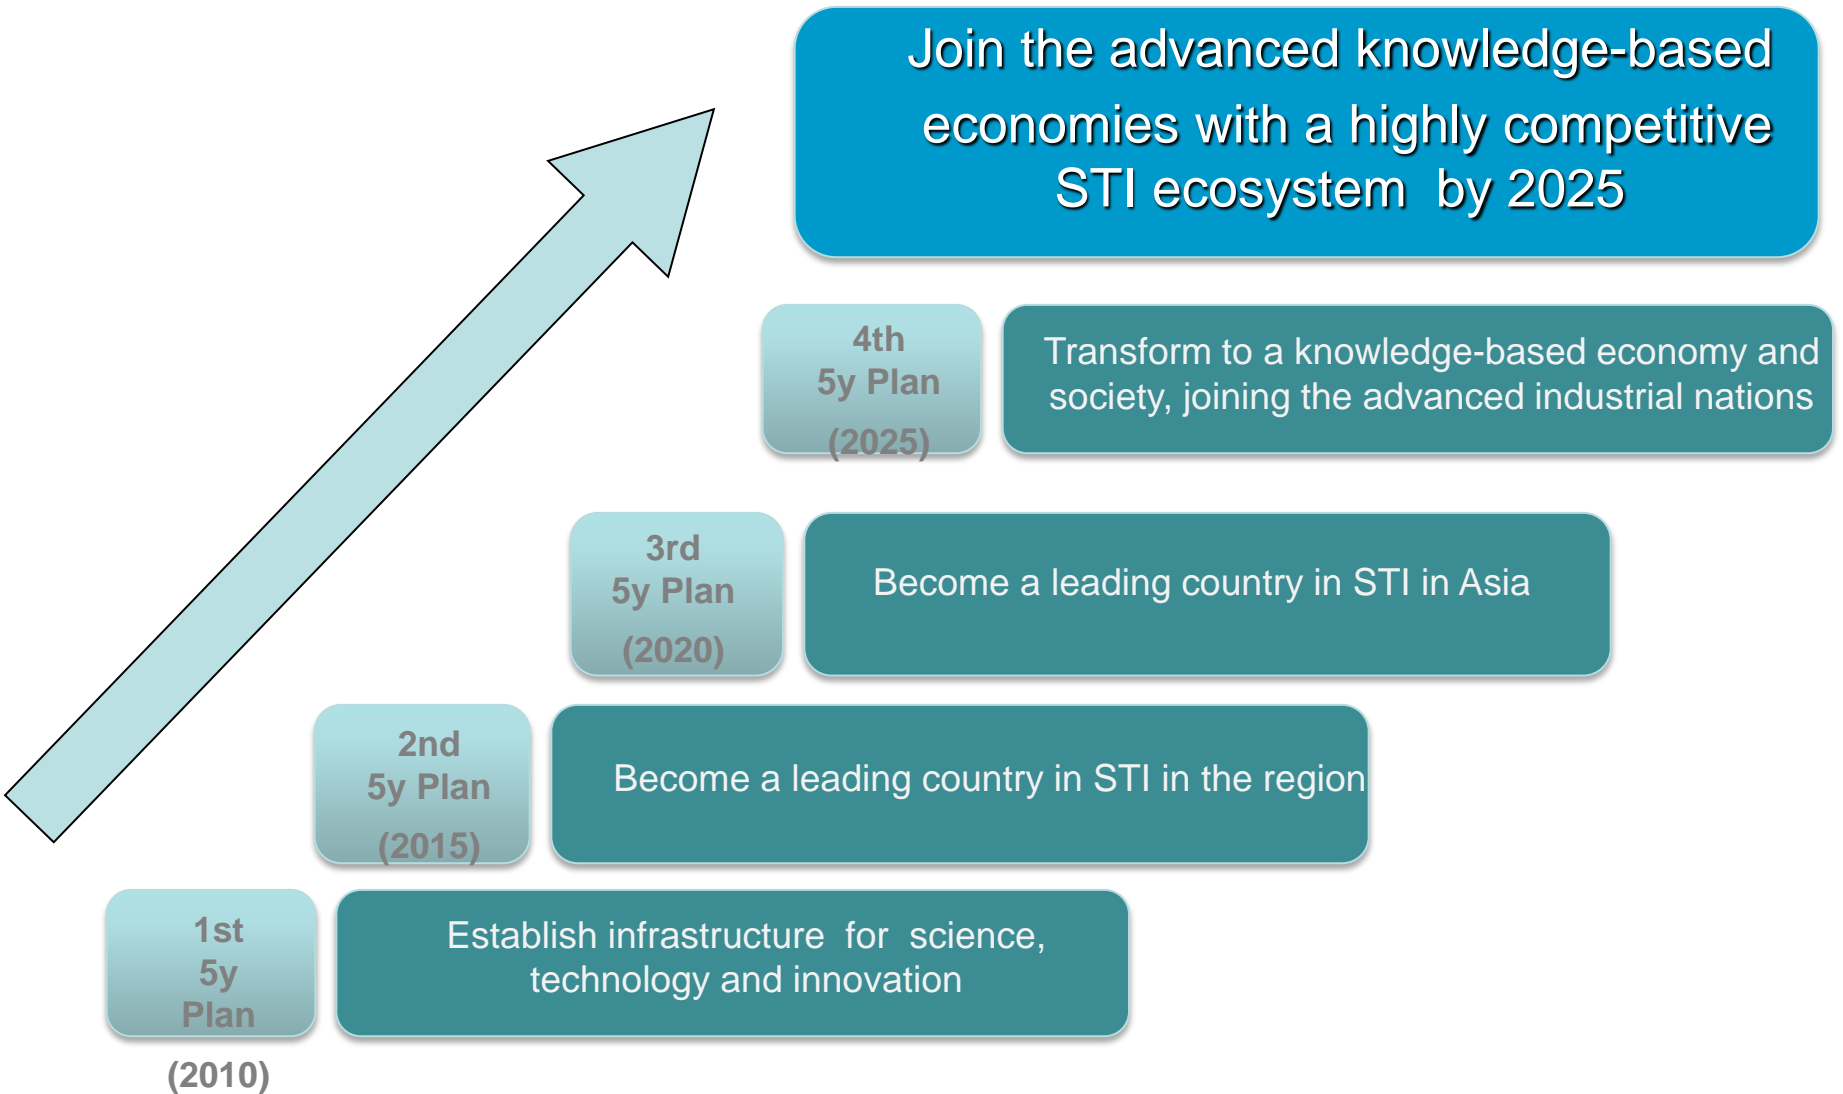 Join the advanced knowledge-based
economies with a highly competitive
STI ecosystem by 2025
4th
5y Plan
(2025)
Transform to a knowledge-based economy and
society, joining the advanced industrial nations
3rd
5y Plan
(2020)
Become a leading country in STI in Asia
2nd
5y Plan
(2015)
Become a leading country in STI in the region
1st
5y
Plan
(2010)
Establish infrastructure for science,
technology and innovation